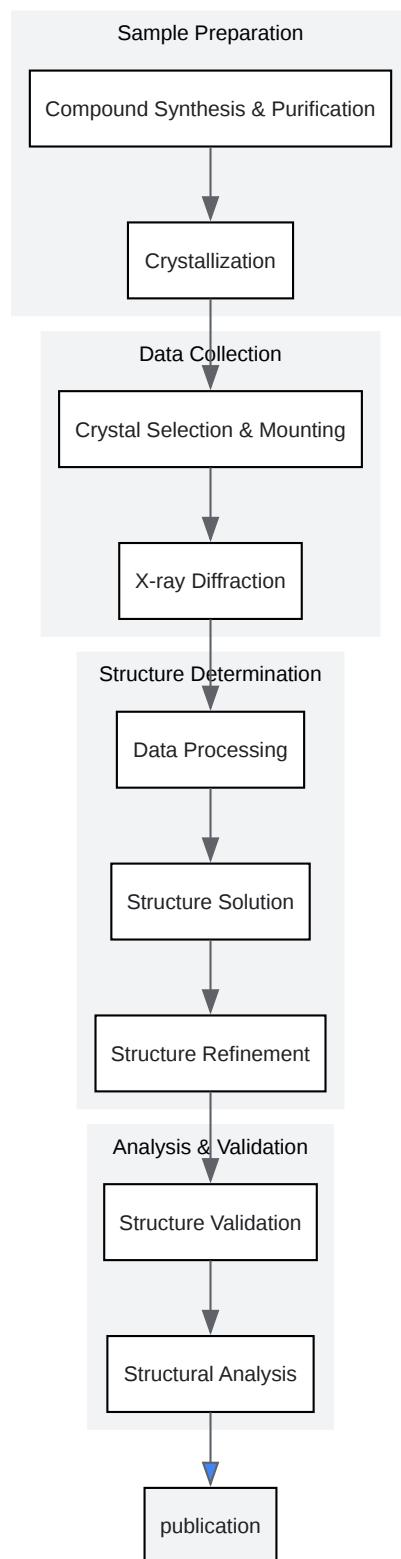 Sample Preparation
Compound Synthesis & Purification
Crystallization
Data Collection
Crystal Selection & Mounting
X-ray Diffraction
Structure Determination
Data Processing
Structure Solution
Structure Refinement
Analysis & Validation
Structure Validation
Structural Analysis
publication